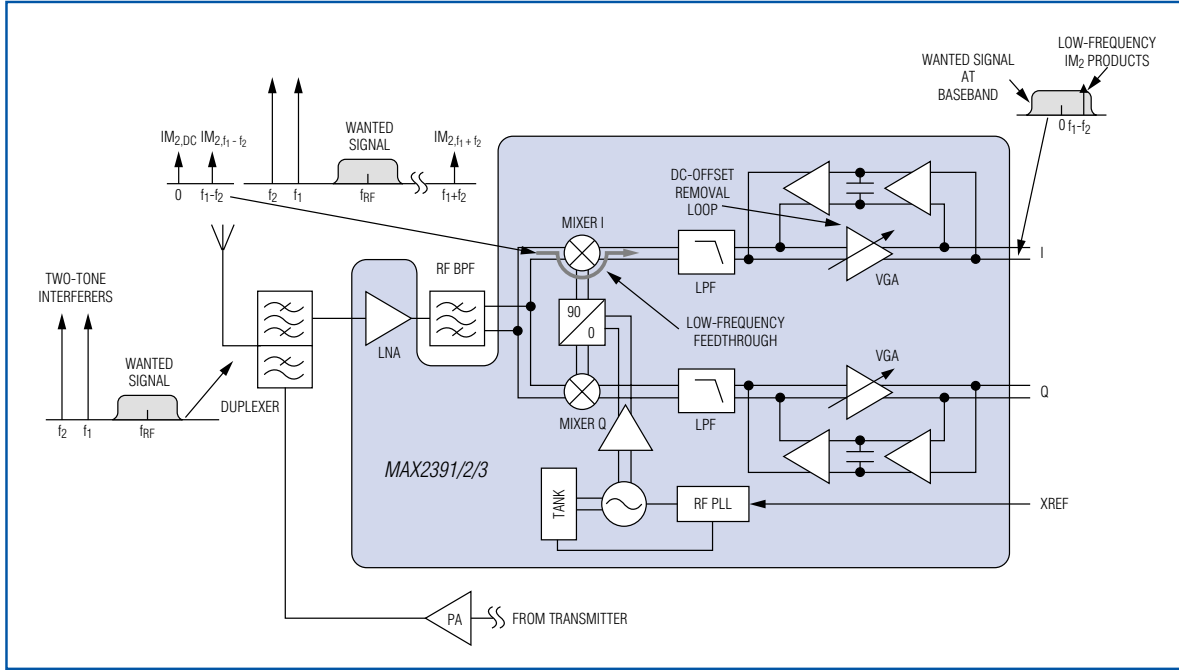 LOW-FREQUENCY
IM2 PRODUCTS
WANTED SIGNAL
AT
BASEBAND
0 f1-f2
IM2,DC
IM2,f1 - f2
WANTED
SIGNAL
IM2,f1 + f2
0
f1-f2
f2
f1
fRF
f1+f2
DC-OFFSET
REMOVAL
LOOP
MIXER I
LPF
VGA
I
RF BPF
TWO-TONE
INTERFERERS
LNA
90
0
LOW-FREQUENCY
FEEDTHROUGH
WANTED
SIGNAL
f2
f1
fRF
DUPLEXER
MIXER Q
LPF
VGA
Q
MAX2391/2/3
TANK
RF PLL
XREF
PA
FROM TRANSMITTER